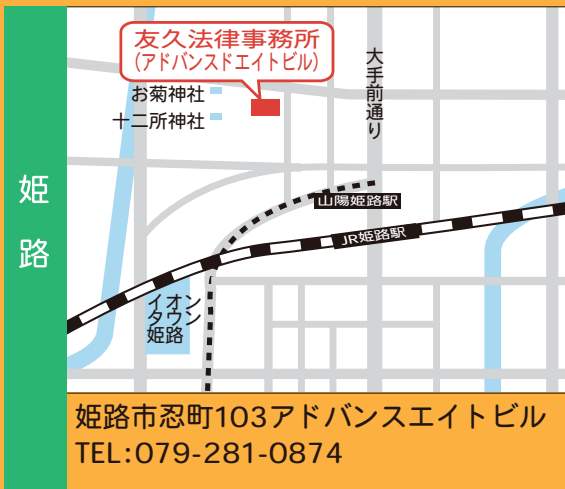 友久法律事務所
(アドバンスドエイトビル)
お菊神社
十二所神社
大手前通り
姫路
山陽姫路駅
JR姫路駅
イオン
タウン
姫路
姫路市忍町103アドバンスエイトビル
TEL:079-281-0874